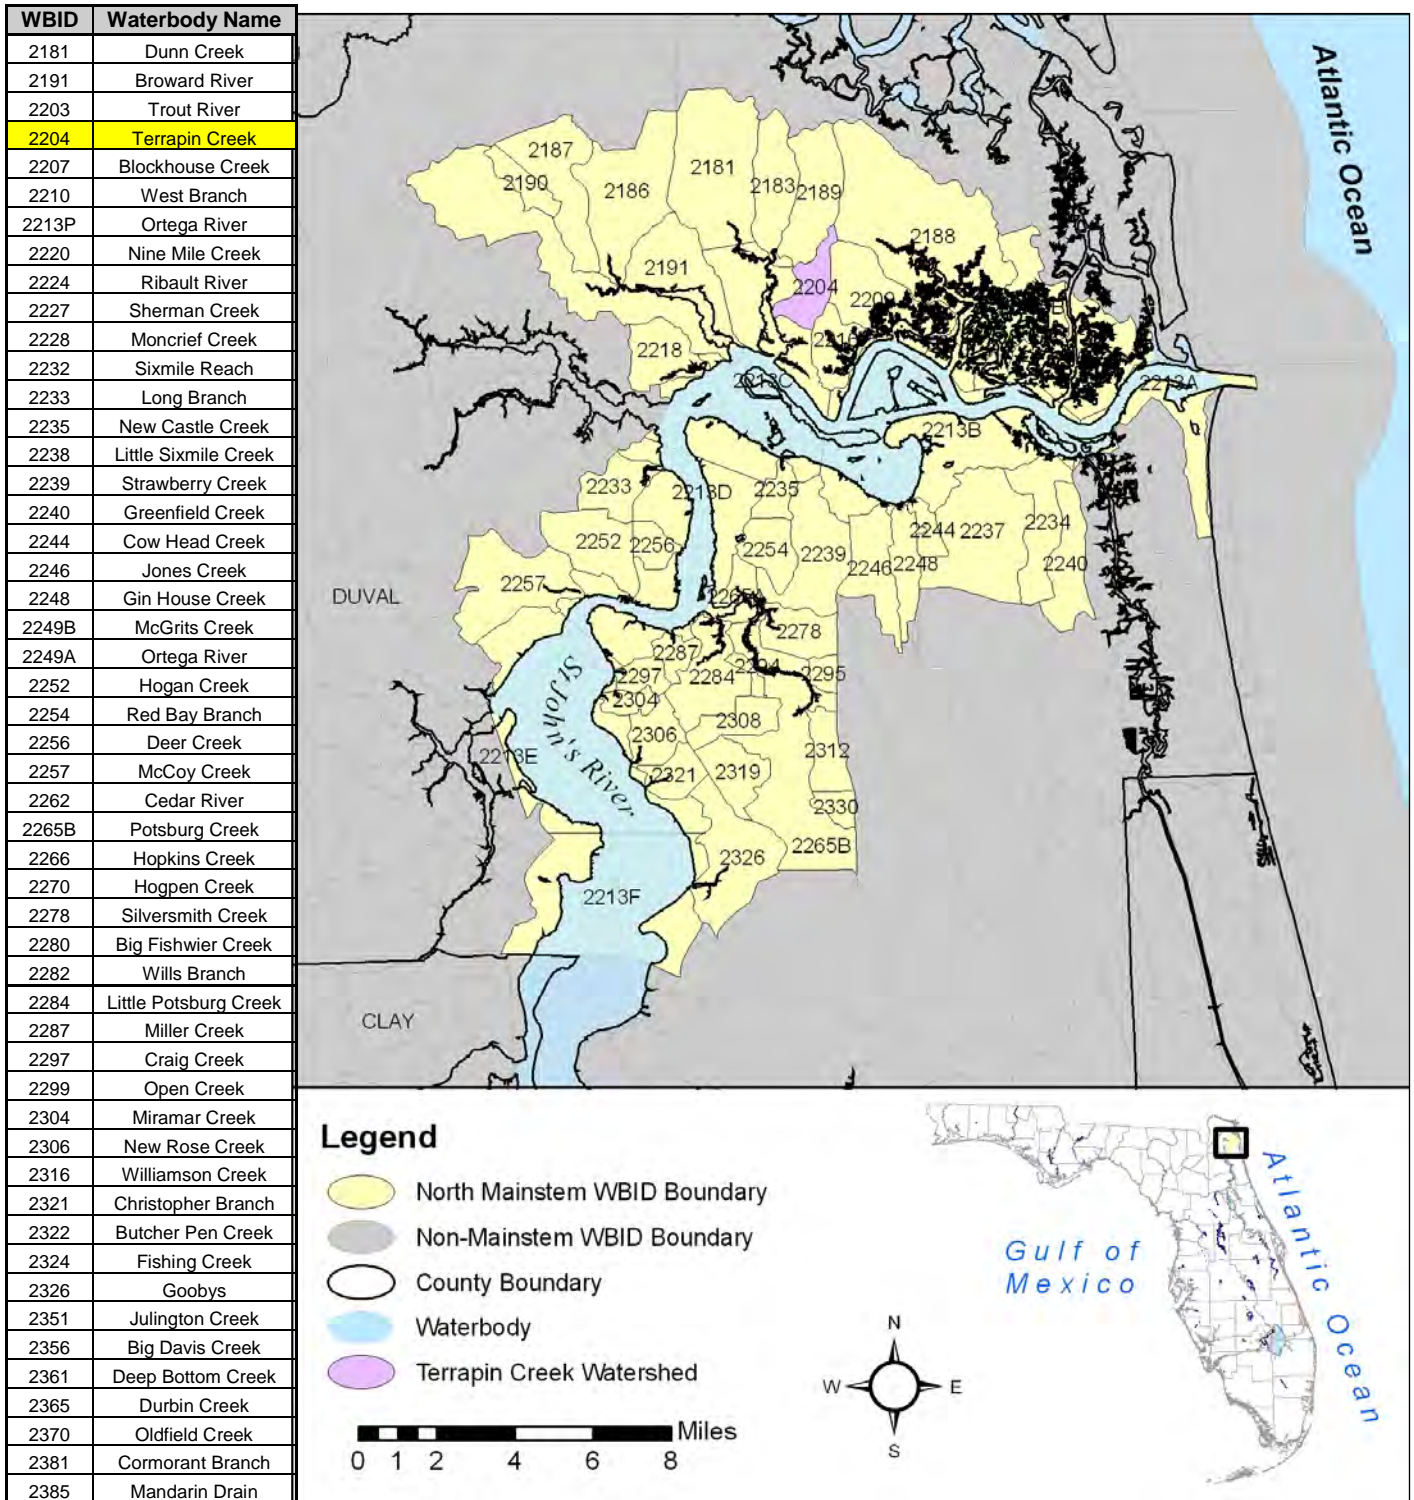 WBID Waterbody Name
2181 Dunn Creek
2191 Broward River
2203 Trout River
2204 Terrapin Creek
2207 Blockhouse Creek
2210 West Branch
2213P Ortega River
2220 Nine Mile Creek
2224 Ribault River
2227 Sherman Creek
2228 Moncrief Creek
2232 Sixmile Reach
2233 Long Branch
2235 New Castle Creek
2238 Little Sixmile Creek
2239 Strawberry Creek
2240 Greenfield Creek
2244 Cow Head Creek
2246 Jones Creek
2248 Gin House Creek
2249B McGrits Creek
2249A Ortega River
2252 Hogan Creek
2254 Red Bay Branch
2256 Deer Creek
2257 McCoy Creek
2262 Cedar River
2265B Potsburg Creek
2266 Hopkins Creek
2270 Hogpen Creek
2278 Silversmith Creek
2280 Big Fishwier Creek
2282 Wills Branch
2284 Little Potsburg Creek
2287 Miller Creek
2297 Craig Creek
2299 Open Creek
2304 Miramar Creek
2306 New Rose Creek
2316 Williamson Creek
2321 Christopher Branch
2322 Butcher Pen Creek
2324 Fishing Creek
2326 Goobys
2351 Julington Creek
2356 Big Davis Creek
2361 Deep Bottom Creek
2365 Durbin Creek
2370 Oldfield Creek
2381 Cormorant Branch
2385 Mandarin Drain
Atlantic Ocean
2187
2181
2190
2186
2183
2189
2188
2191
2204
2218
2213A
2213B
2233
2213D
2235
2252
2256
2254
2239
2244
2237
2234
2246
2248
2240
2257
DUVAL
2278
2287
2297
2284
2295
2304
2308
2306
2312
2213E
2321
2319
2330
2326
2265B
2213F
St John's River
CLAY
Legend
North Mainstem WBID Boundary
Non-Mainstem WBID Boundary
County Boundary
Waterbody
Terrapin Creek Watershed
0 1 2 4 6 8 Miles
N
W E
S
Gulf of
Mexico
Atlantic Ocean